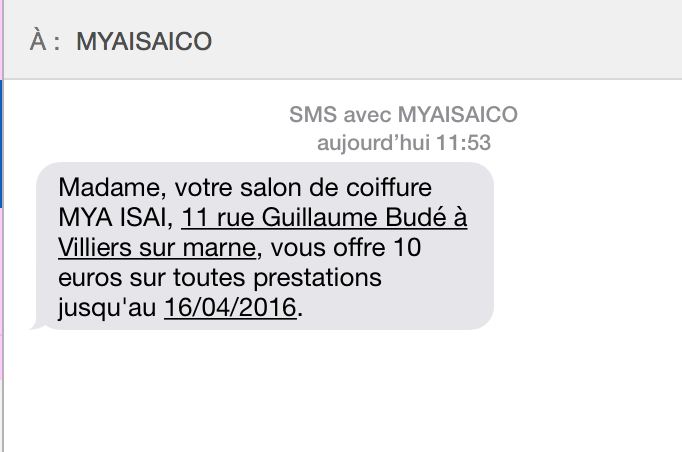 À : MYAISAICO
SMS avec MYAISAICO
aujourd’hui 11:53
Madame, votre salon de coiffure
MYA ISAI, 11 rue Guillaume Budé à
Villiers sur marne, vous offre 10
euros sur toutes prestations
jusqu'au 16/04/2016.